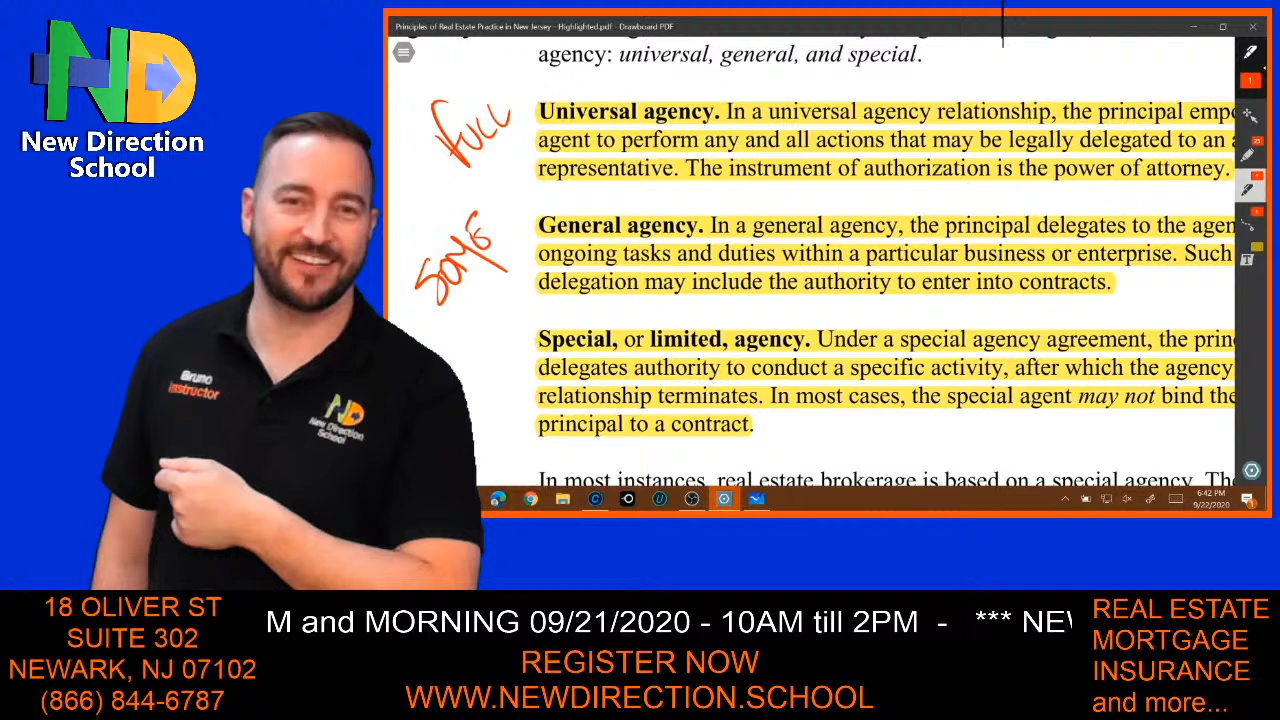 New Direction
School
Bruno
Instructor
New Direction
School
Principles of Real Estate Practice in New Jersey - Highlighted.pdf - Drawboard PDF
agency: universal, general, and special.
FULL
Universal agency. In a universal agency relationship, the principal empo
agent to perform any and all actions that may be legally delegated to an a
representative. The instrument of authorization is the power of attorney.
SOME
General agency. In a general agency, the principal delegates to the agen
ongoing tasks and duties within a particular business or enterprise. Such
delegation may include the authority to enter into contracts.
Special, or limited, agency. Under a special agency agreement, the prin
delegates authority to conduct a specific activity, after which the agency
relationship terminates. In most cases, the special agent may not bind the
principal to a contract.
In most instances, real estate brokerage is based on a special agency. The
6:42 PM
9/22/2020
18 OLIVER ST
SUITE 302
NEWARK, NJ 07102
(866) 844-6787
M and MORNING 09/21/2020 - 10AM till 2PM - *** NEW
REGISTER NOW
WWW.NEWDIRECTION.SCHOOL
REAL ESTATE
MORTGAGE
INSURANCE
and more...